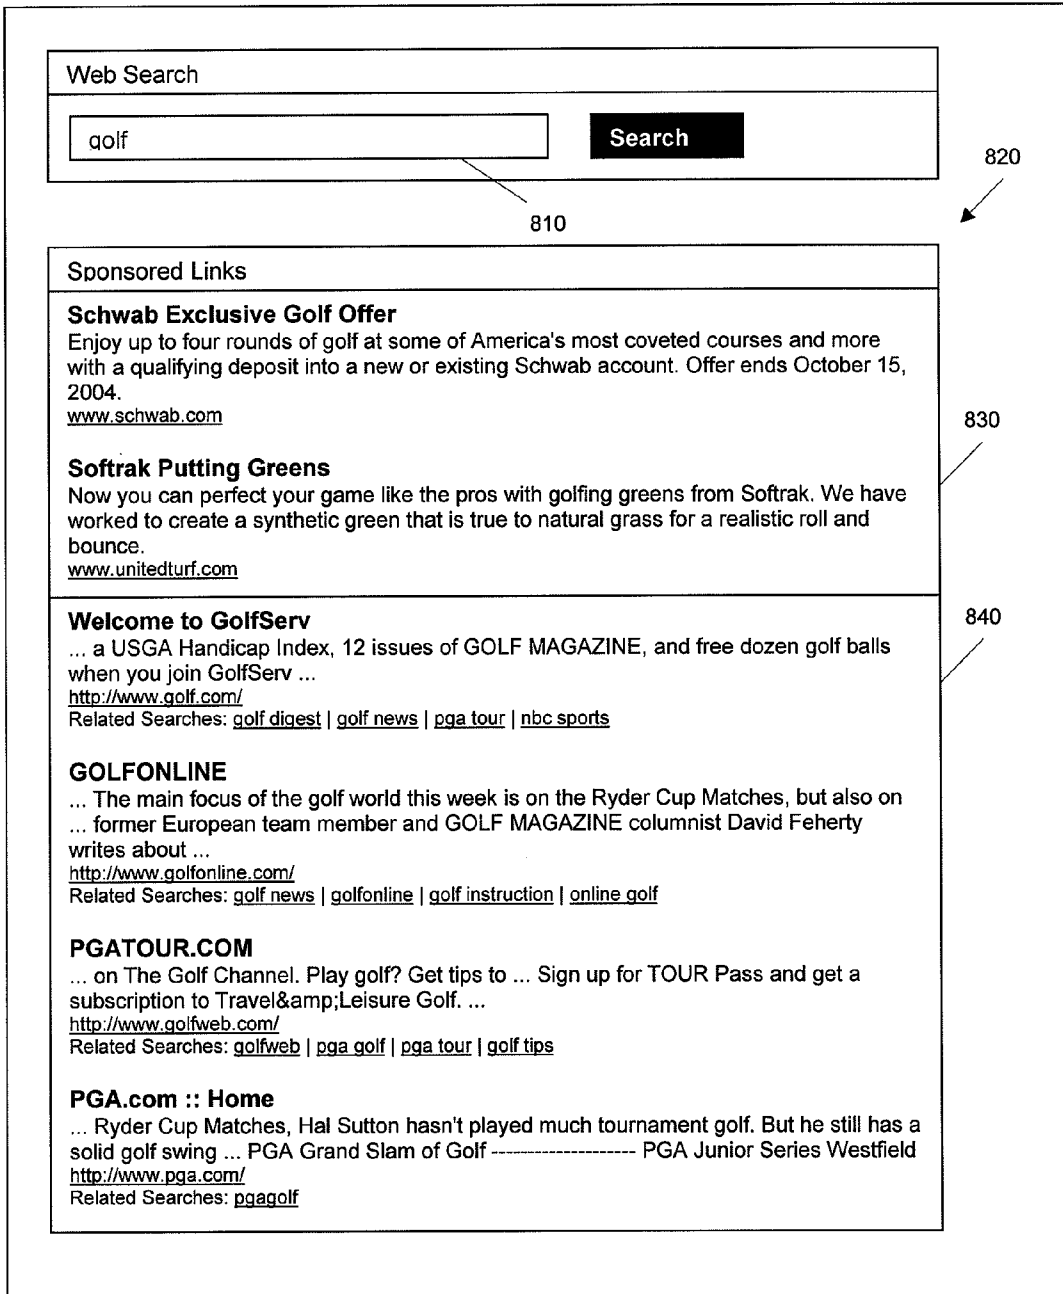 Web Search
golf
Search
820
810
Sponsored Links
Schwab Exclusive Golf Offer
Enjoy up to four rounds of golf at some of America's most coveted courses and more
with a qualifying deposit into a new or existing Schwab account. Offer ends October 15,
2004.
www.schwab.com
830
Softrak Putting Greens
Now you can perfect your game like the pros with golfing greens from Softrak. We have
worked to create a synthetic green that is true to natural grass for a realistic roll and
bounce.
www.unitedturf.com
840
Welcome to GolfServ
... a USGA Handicap Index, 12 issues of GOLF MAGAZINE, and free dozen golf balls
when you join GolfServ ...
http://www.golf.com/
Related Searches: golf digest | golf news | pga tour | nbc sports
GOLFONLINE
... The main focus of the golf world this week is on the Ryder Cup Matches, but also on
... former European team member and GOLF MAGAZINE columnist David Feherty
writes about ...
http://www.golfonline.com/
Related Searches: golf news | golfonline | golf instruction | online golf
PGATOUR.COM
... on The Golf Channel. Play golf? Get tips to ... Sign up for TOUR Pass and get a
subscription to Travel&amp;Leisure Golf. ...
http://www.golfweb.com/
Related Searches: golfweb | pga golf | pga tour | golf tips
PGA.com :: Home
... Ryder Cup Matches, Hal Sutton hasn't played much tournament golf. But he still has a
solid golf swing ... PGA Grand Slam of Golf --------------------- PGA Junior Series Westfield
http://www.pga.com/
Related Searches: pgagolf